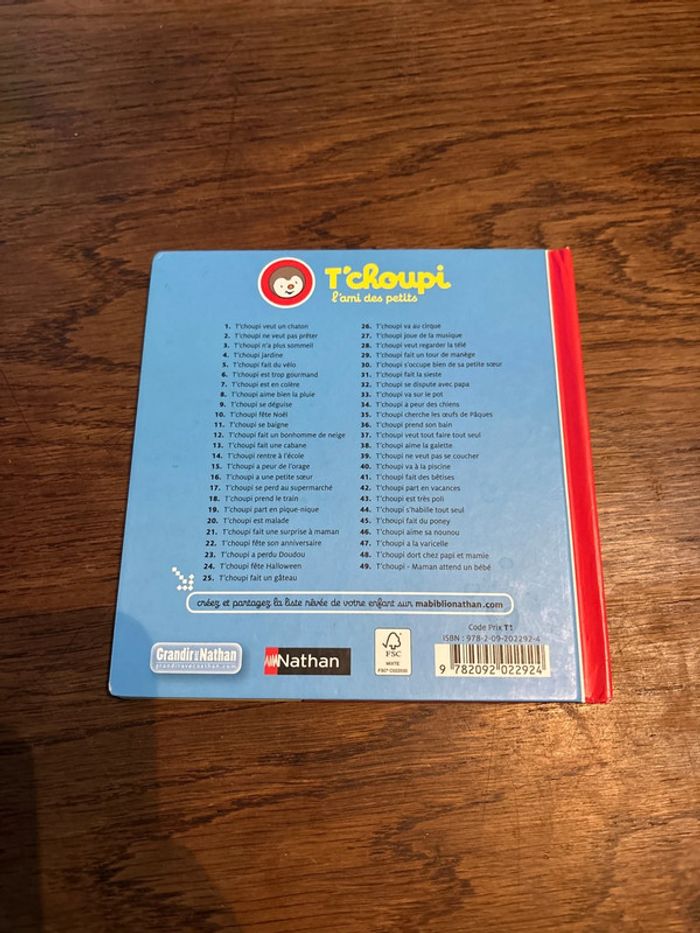 T'choupi
l'ami des petits
1. T'choupi veut un chaton
2. T'choupi ne veut pas prêter
3. T'choupi n'a plus sommeil
4. T'choupi jardine
5. T'choupi fait du vélo
6. T'choupi est trop gourmand
7. T'choupi est en colère
8. T'choupi aime bien la pluie
9. T'choupi se déguise
10. T'choupi fête Noël
11. T'choupi se baigne
12. T'choupi fait un bonhomme de neige
13. T'choupi fait une cabane
14. T'choupi rentre à l'école
15. T'choupi a peur de l'orage
16. T'choupi a une petite sœur
17. T'choupi se perd au supermarché
18. T'choupi prend le train
19. T'choupi part en pique-nique
20. T'choupi est malade
21. T'choupi fait une surprise à maman
22. T'choupi fête son anniversaire
23. T'choupi a perdu Doudou
24. T'choupi fête Halloween
25. T'choupi fait un gâteau
26. T'choupi va au cirque
27. T'choupi joue de la musique
28. T'choupi veut regarder la télé
29. T'choupi fait un tour de manège
30. T'choupi s'occupe bien de sa petite sœur
31. T'choupi fait la sieste
32. T'choupi se dispute avec papa
33. T'choupi va sur le pot
34. T'choupi a peur des chiens
35. T'choupi cherche les œufs de Pâques
36. T'choupi prend son bain
37. T'choupi veut tout faire tout seul
38. T'choupi aime la galette
39. T'choupi ne veut pas se coucher
40. T'choupi va à la piscine
41. T'choupi fait des bêtises
42. T'choupi part en vacances
43. T'choupi est très poli
44. T'choupi s'habille tout seul
45. T'choupi fait du poney
46. T'choupi aime sa nounou
47. T'choupi a la varicelle
48. T'choupi dort chez papi et mamie
49. T'choupi - Maman attend un bébé
créez et partagez la liste rêvée de votre enfant sur mabiblionathan.com
Grandir avec Nathan
grandiravecnathan.com
Nathan
FSC
MIXTE
Code Prix T1
ISBN : 978-2-09-202292-4
9 782092 022924